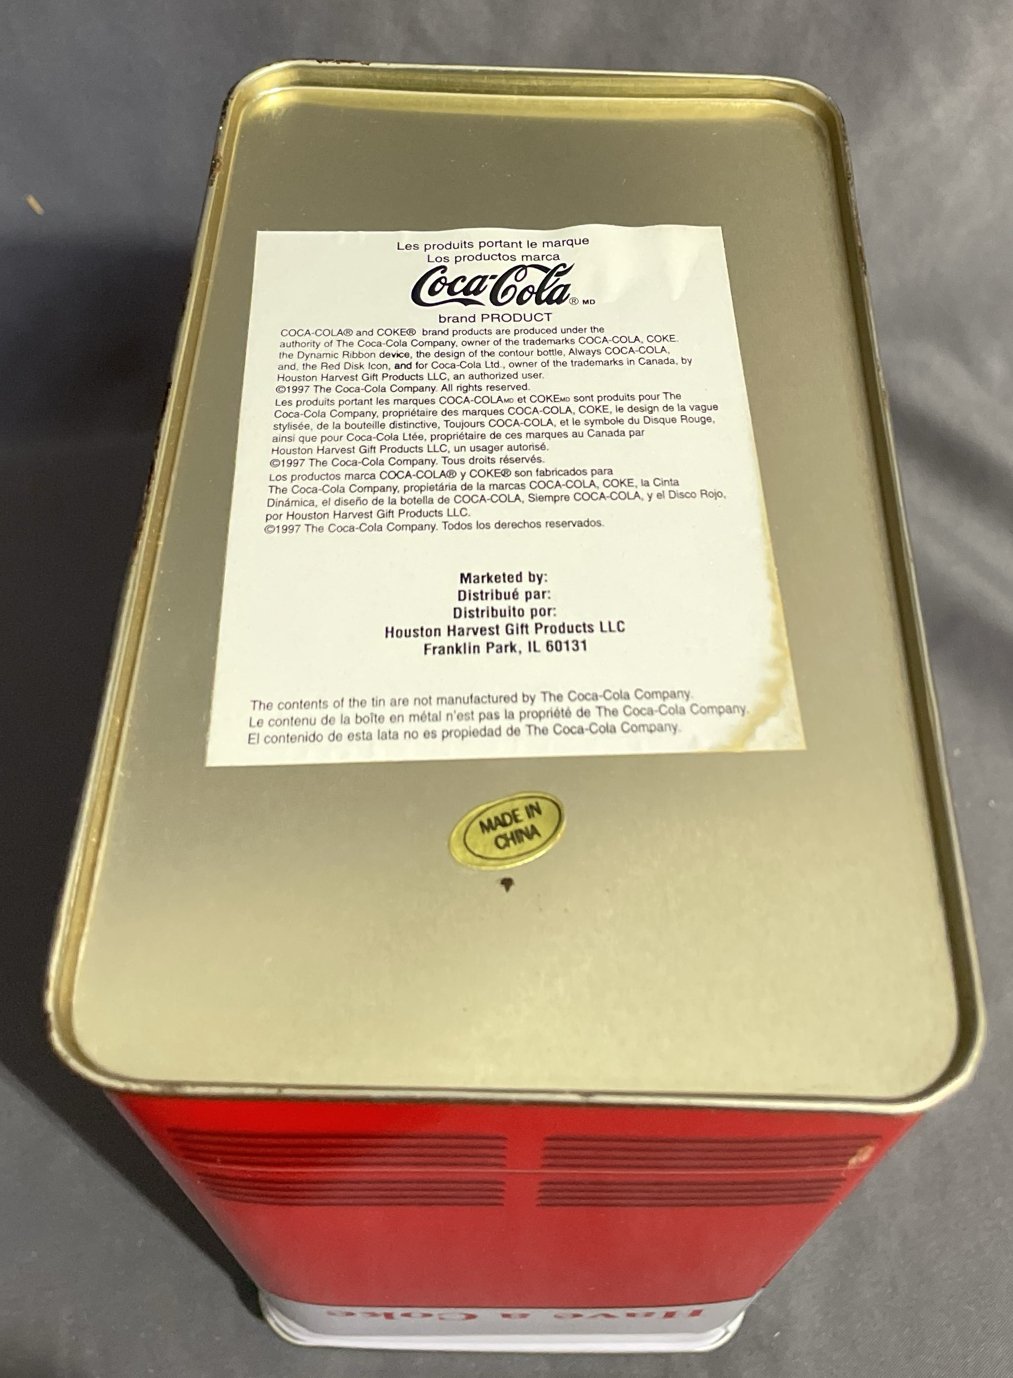 Les produits portant le marque
Los productos marca
Coca-Cola® MD
brand PRODUCT
COCA-COLA® and COKE® brand products are produced under the
authority of The Coca-Cola Company, owner of the trademarks COCA-COLA, COKE.
the Dynamic Ribbon device, the design of the contour bottle, Always COCA-COLA,
and, the Red Disk Icon, and for Coca-Cola Ltd., owner of the trademarks in Canada, by
Houston Harvest Gift Products LLC, an authorized user.
©1997 The Coca-Cola Company. All rights reserved.
Les produits portant les marques COCA-COLAMD et COKEMD sont produits pour The
Coca-Cola Company, propriétaire des marques COCA-COLA, COKE, le design de la vague
stylisée, de la bouteille distinctive, Toujours COCA-COLA, et le symbole du Disque Rouge,
ainsi que pour Coca-Cola Ltée, propriétaire de ces marques au Canada par
Houston Harvest Gift Products LLC, un usager autorisé.
©1997 The Coca-Cola Company. Tous droits réservés.
Los productos marca COCA-COLA® y COKE® son fabricados para
The Coca-Cola Company, propietária de la marcas COCA-COLA, COKE, la Cinta
Dinámica, el diseño de la botella de COCA-COLA, Siempre COCA-COLA, y el Disco Rojo,
por Houston Harvest Gift Products LLC.
©1997 The Coca-Cola Company. Todos los derechos reservados.
Marketed by:
Distribué par:
Distribuito por:
Houston Harvest Gift Products LLC
Franklin Park, IL 60131
The contents of the tin are not manufactured by The Coca-Cola Company.
Le contenu de la boîte en métal n'est pas la propriété de The Coca-Cola Company.
El contenido de esta lata no es propiedad de The Coca-Cola Company.
MADE IN
CHINA
Have a Coke